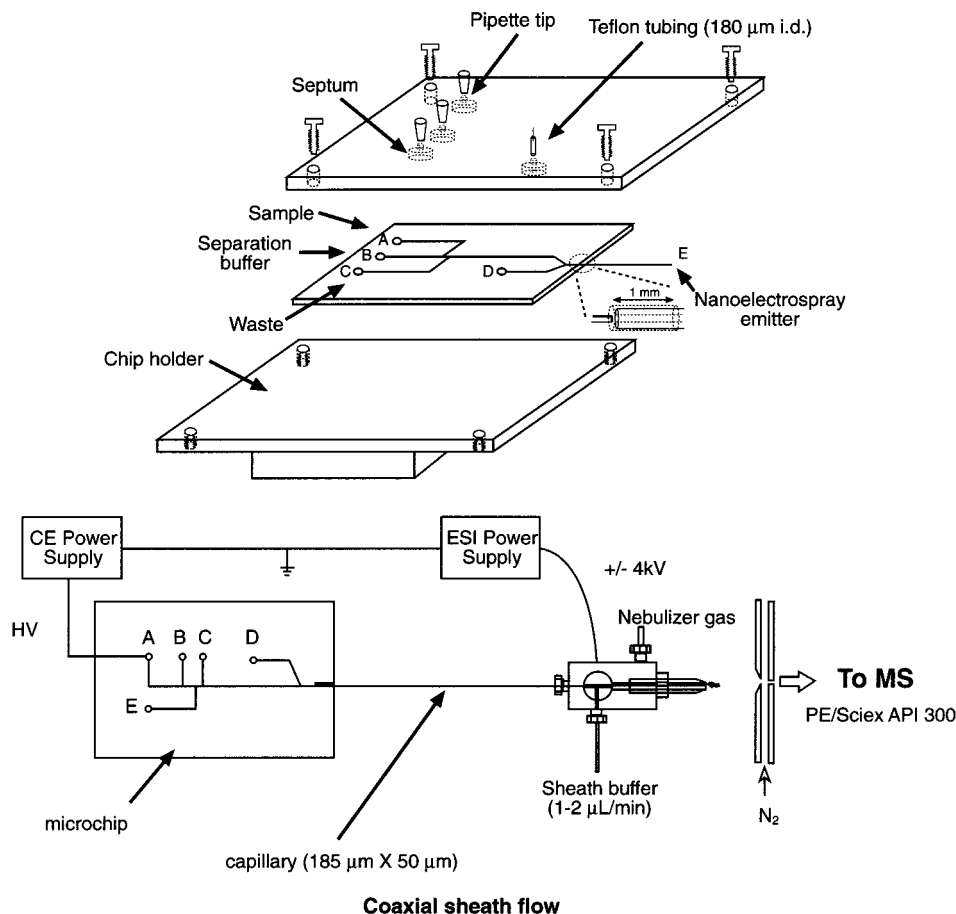 Pipette tip
Teflon tubing (180 μm i.d.)
Septum
Sample
Separation
buffer
A
B
C
D
E
Waste
1 mm
Nanoelectrospray
emitter
Chip holder
CE Power
Supply
ESI Power
Supply
+/- 4kV
HV
Nebulizer gas
A B C D
E
To MS
PE/Sciex API 300
Sheath buffer
(1-2 μL/min)
N₂
microchip
capillary (185 μm X 50 μm)
Coaxial sheath flow